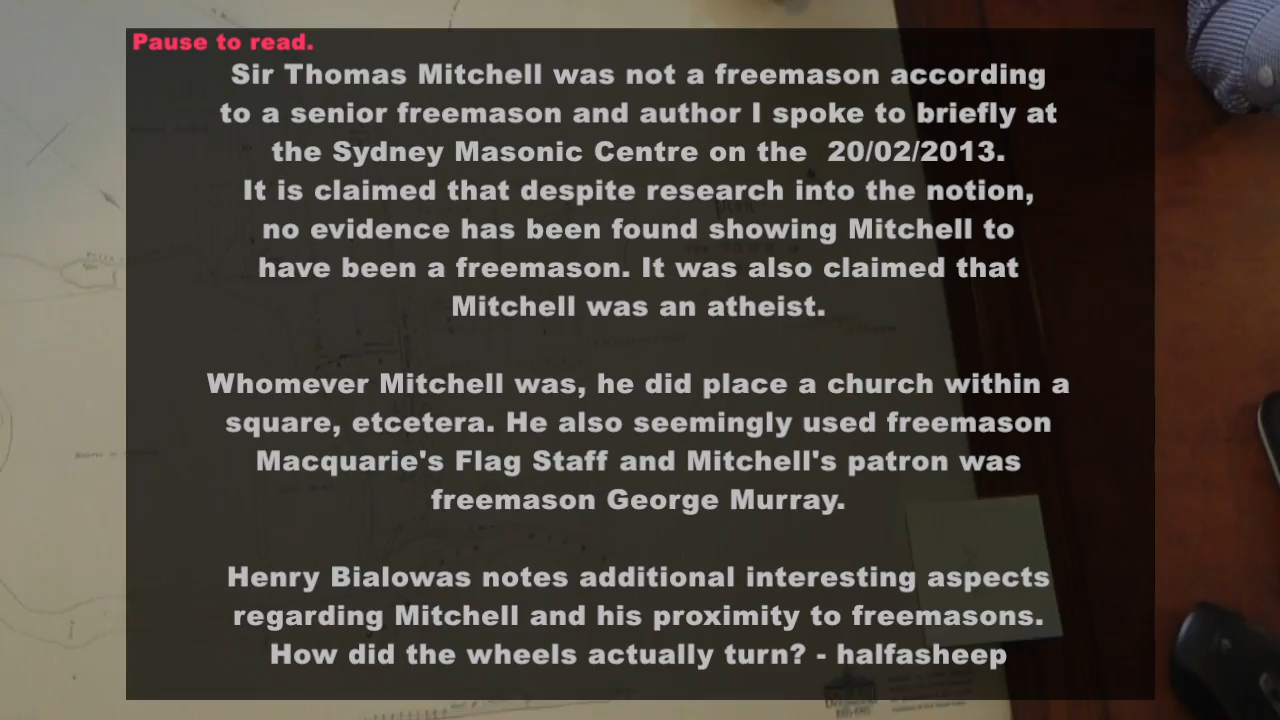 Pause to read.
Sir Thomas Mitchell was not a freemason according
to a senior freemason and author I spoke to briefly at
the Sydney Masonic Centre on the 20/02/2013.
It is claimed that despite research into the notion,
no evidence has been found showing Mitchell to
have been a freemason. It was also claimed that
Mitchell was an atheist.
Whomever Mitchell was, he did place a church within a
square, etcetera. He also seemingly used freemason
Macquarie's Flag Staff and Mitchell's patron was
freemason George Murray.
Henry Bialowas notes additional interesting aspects
regarding Mitchell and his proximity to freemasons.
How did the wheels actually turn? - halfasheep